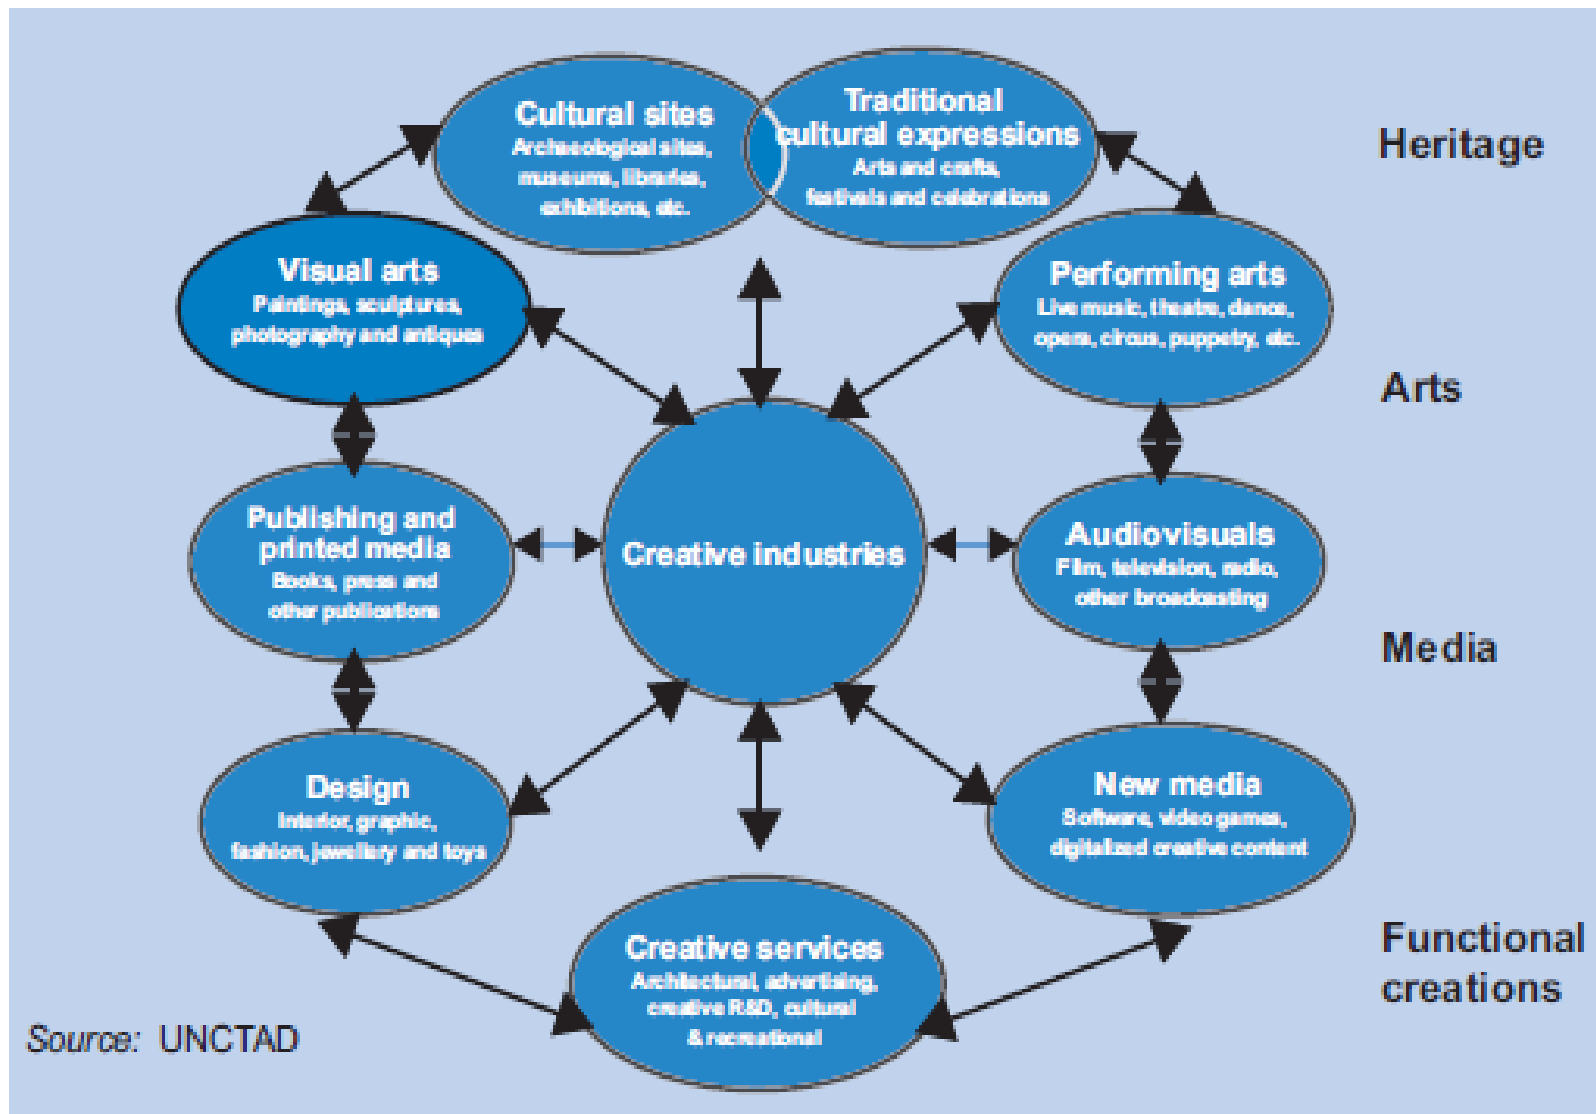 Cultural sites
Archaeological sites,
museums, libraries,
exhibitions, etc.
Traditional
cultural expressions
Arts and crafts,
festivals and celebrations
Heritage
Visual arts
Paintings, sculptures,
photography and antiques
Performing arts
Live music, theatre, dance,
opera, circus, puppetry, etc.
Arts
Publishing and
printed media
Books, press and
other publications
Creative industries
Audiovisuals
Film, television, radio,
other broadcasting
Media
Design
Interior, graphic,
fashion, jewellery and toys
New media
Software, video games,
digitalized creative content
Creative services
Architectural, advertising,
creative R&D, cultural
& recreational
Functional
creations
Source: UNCTAD